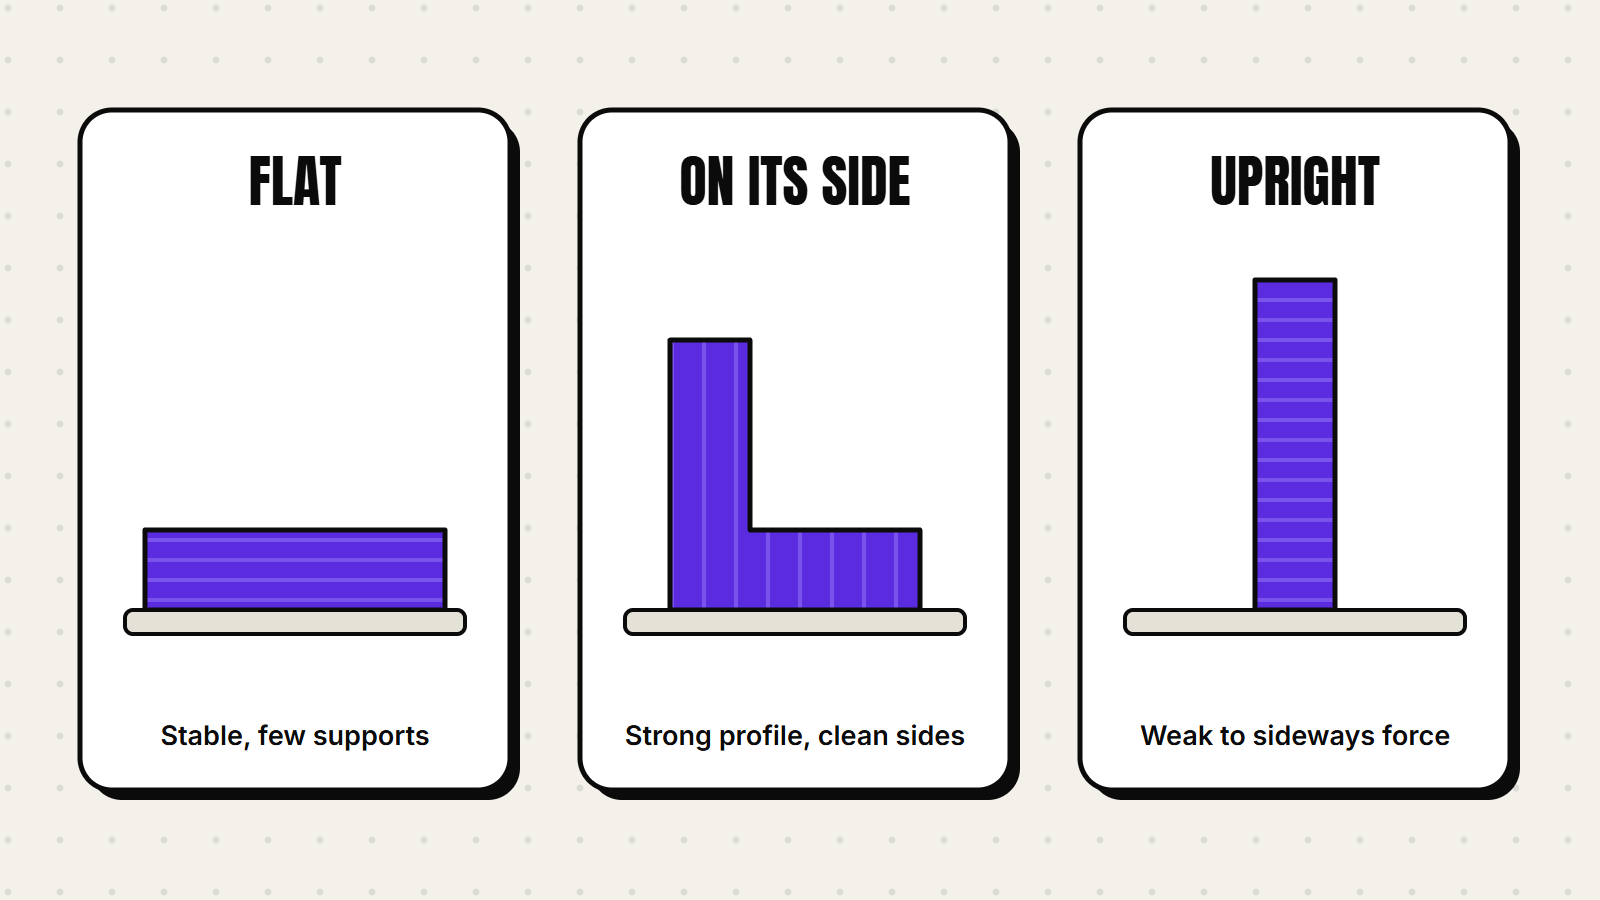 FLAT
ON ITS SIDE
UPRIGHT
Stable, few supports
Strong profile, clean sides
Weak to sideways force